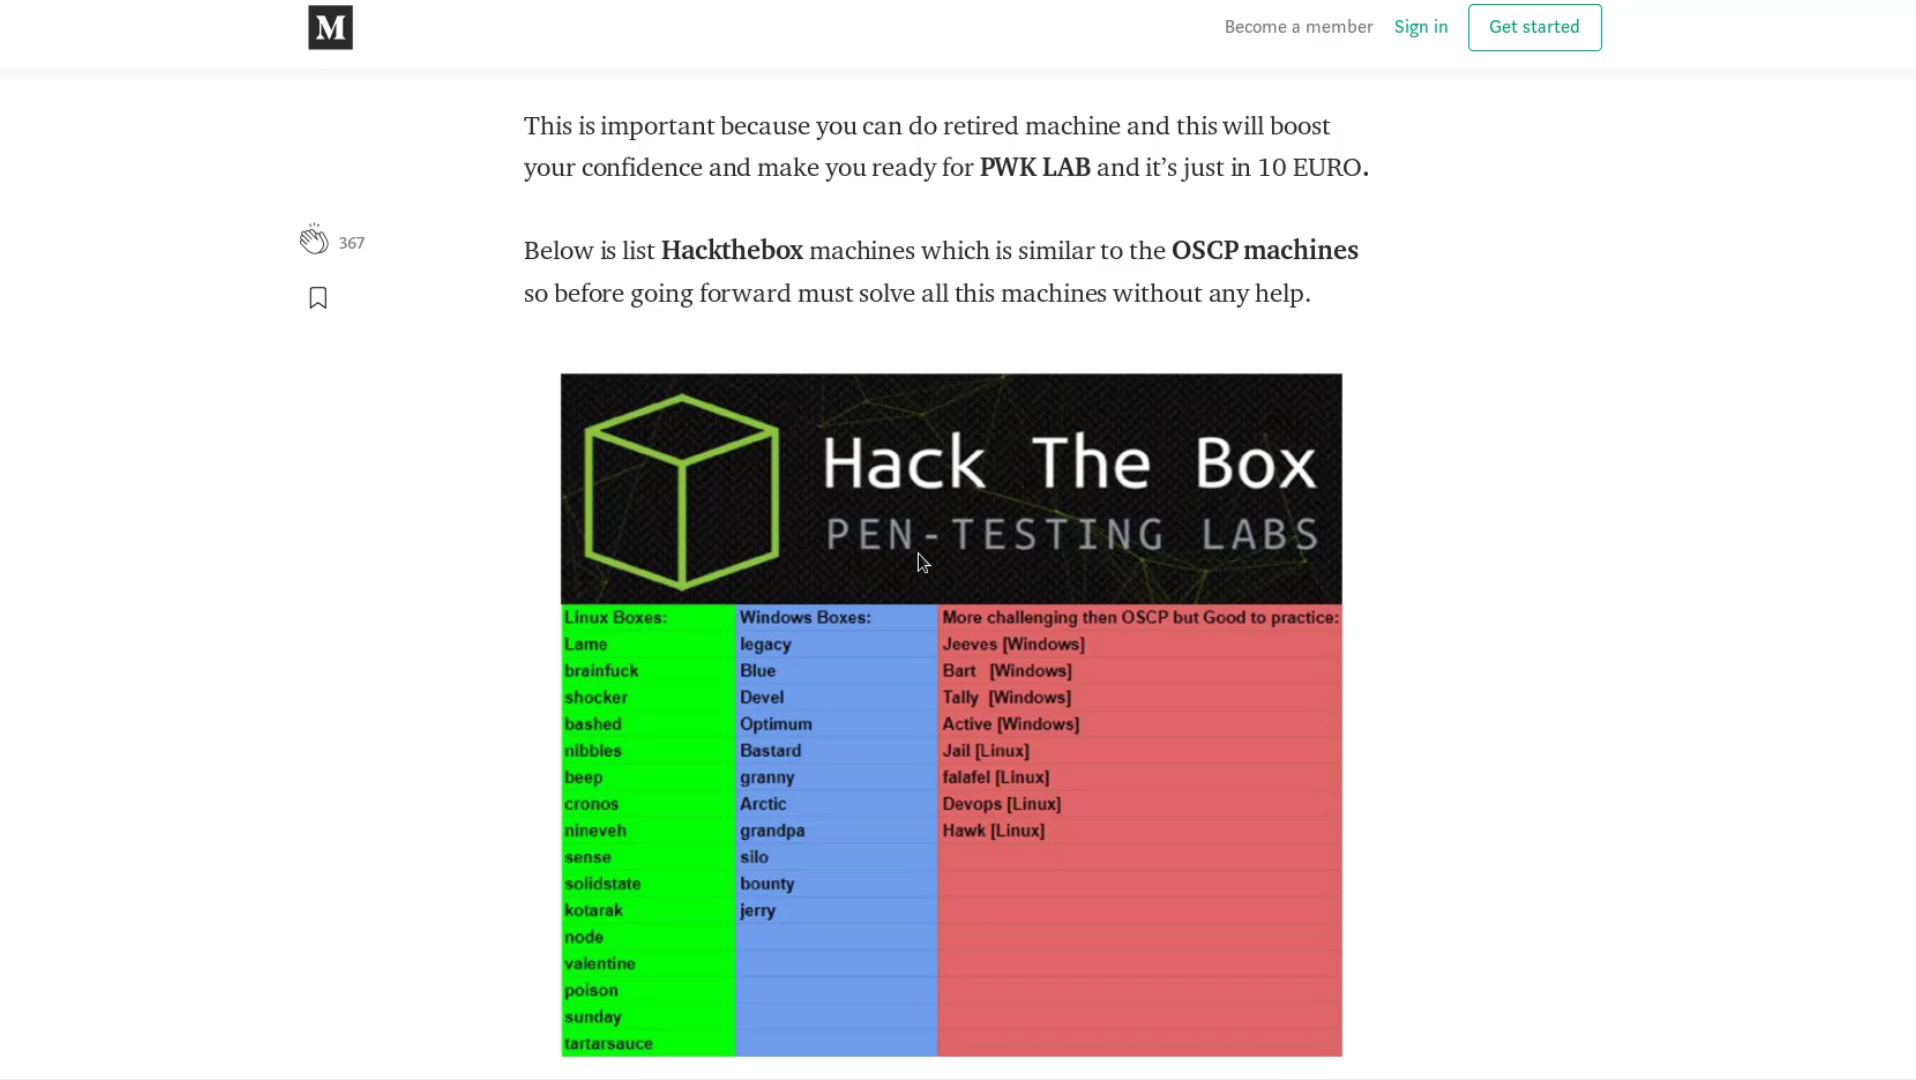 M
Become a member Sign in Get started
This is important because you can do retired machine and this will boost
your confidence and make you ready for PWK LAB and it’s just in 10 EURO.
367
Below is list Hackthebox machines which is similar to the OSCP machines
so before going forward must solve all this machines without any help.
Hack The Box
PEN-TESTING LABS
Linux Boxes: Windows Boxes: More challenging then OSCP but Good to practice:
Lame legacy Jeeves [Windows]
brainfuck Blue Bart [Windows]
shocker Devel Tally [Windows]
bashed Optimum Active [Windows]
nibbles Bastard Jail [Linux]
beep granny falafel [Linux]
cronos Arctic Devops [Linux]
nineveh grandpa Hawk [Linux]
sense silo
solidstate bounty
kotarak jerry
node
valentine
poison
sunday
tartarsauce